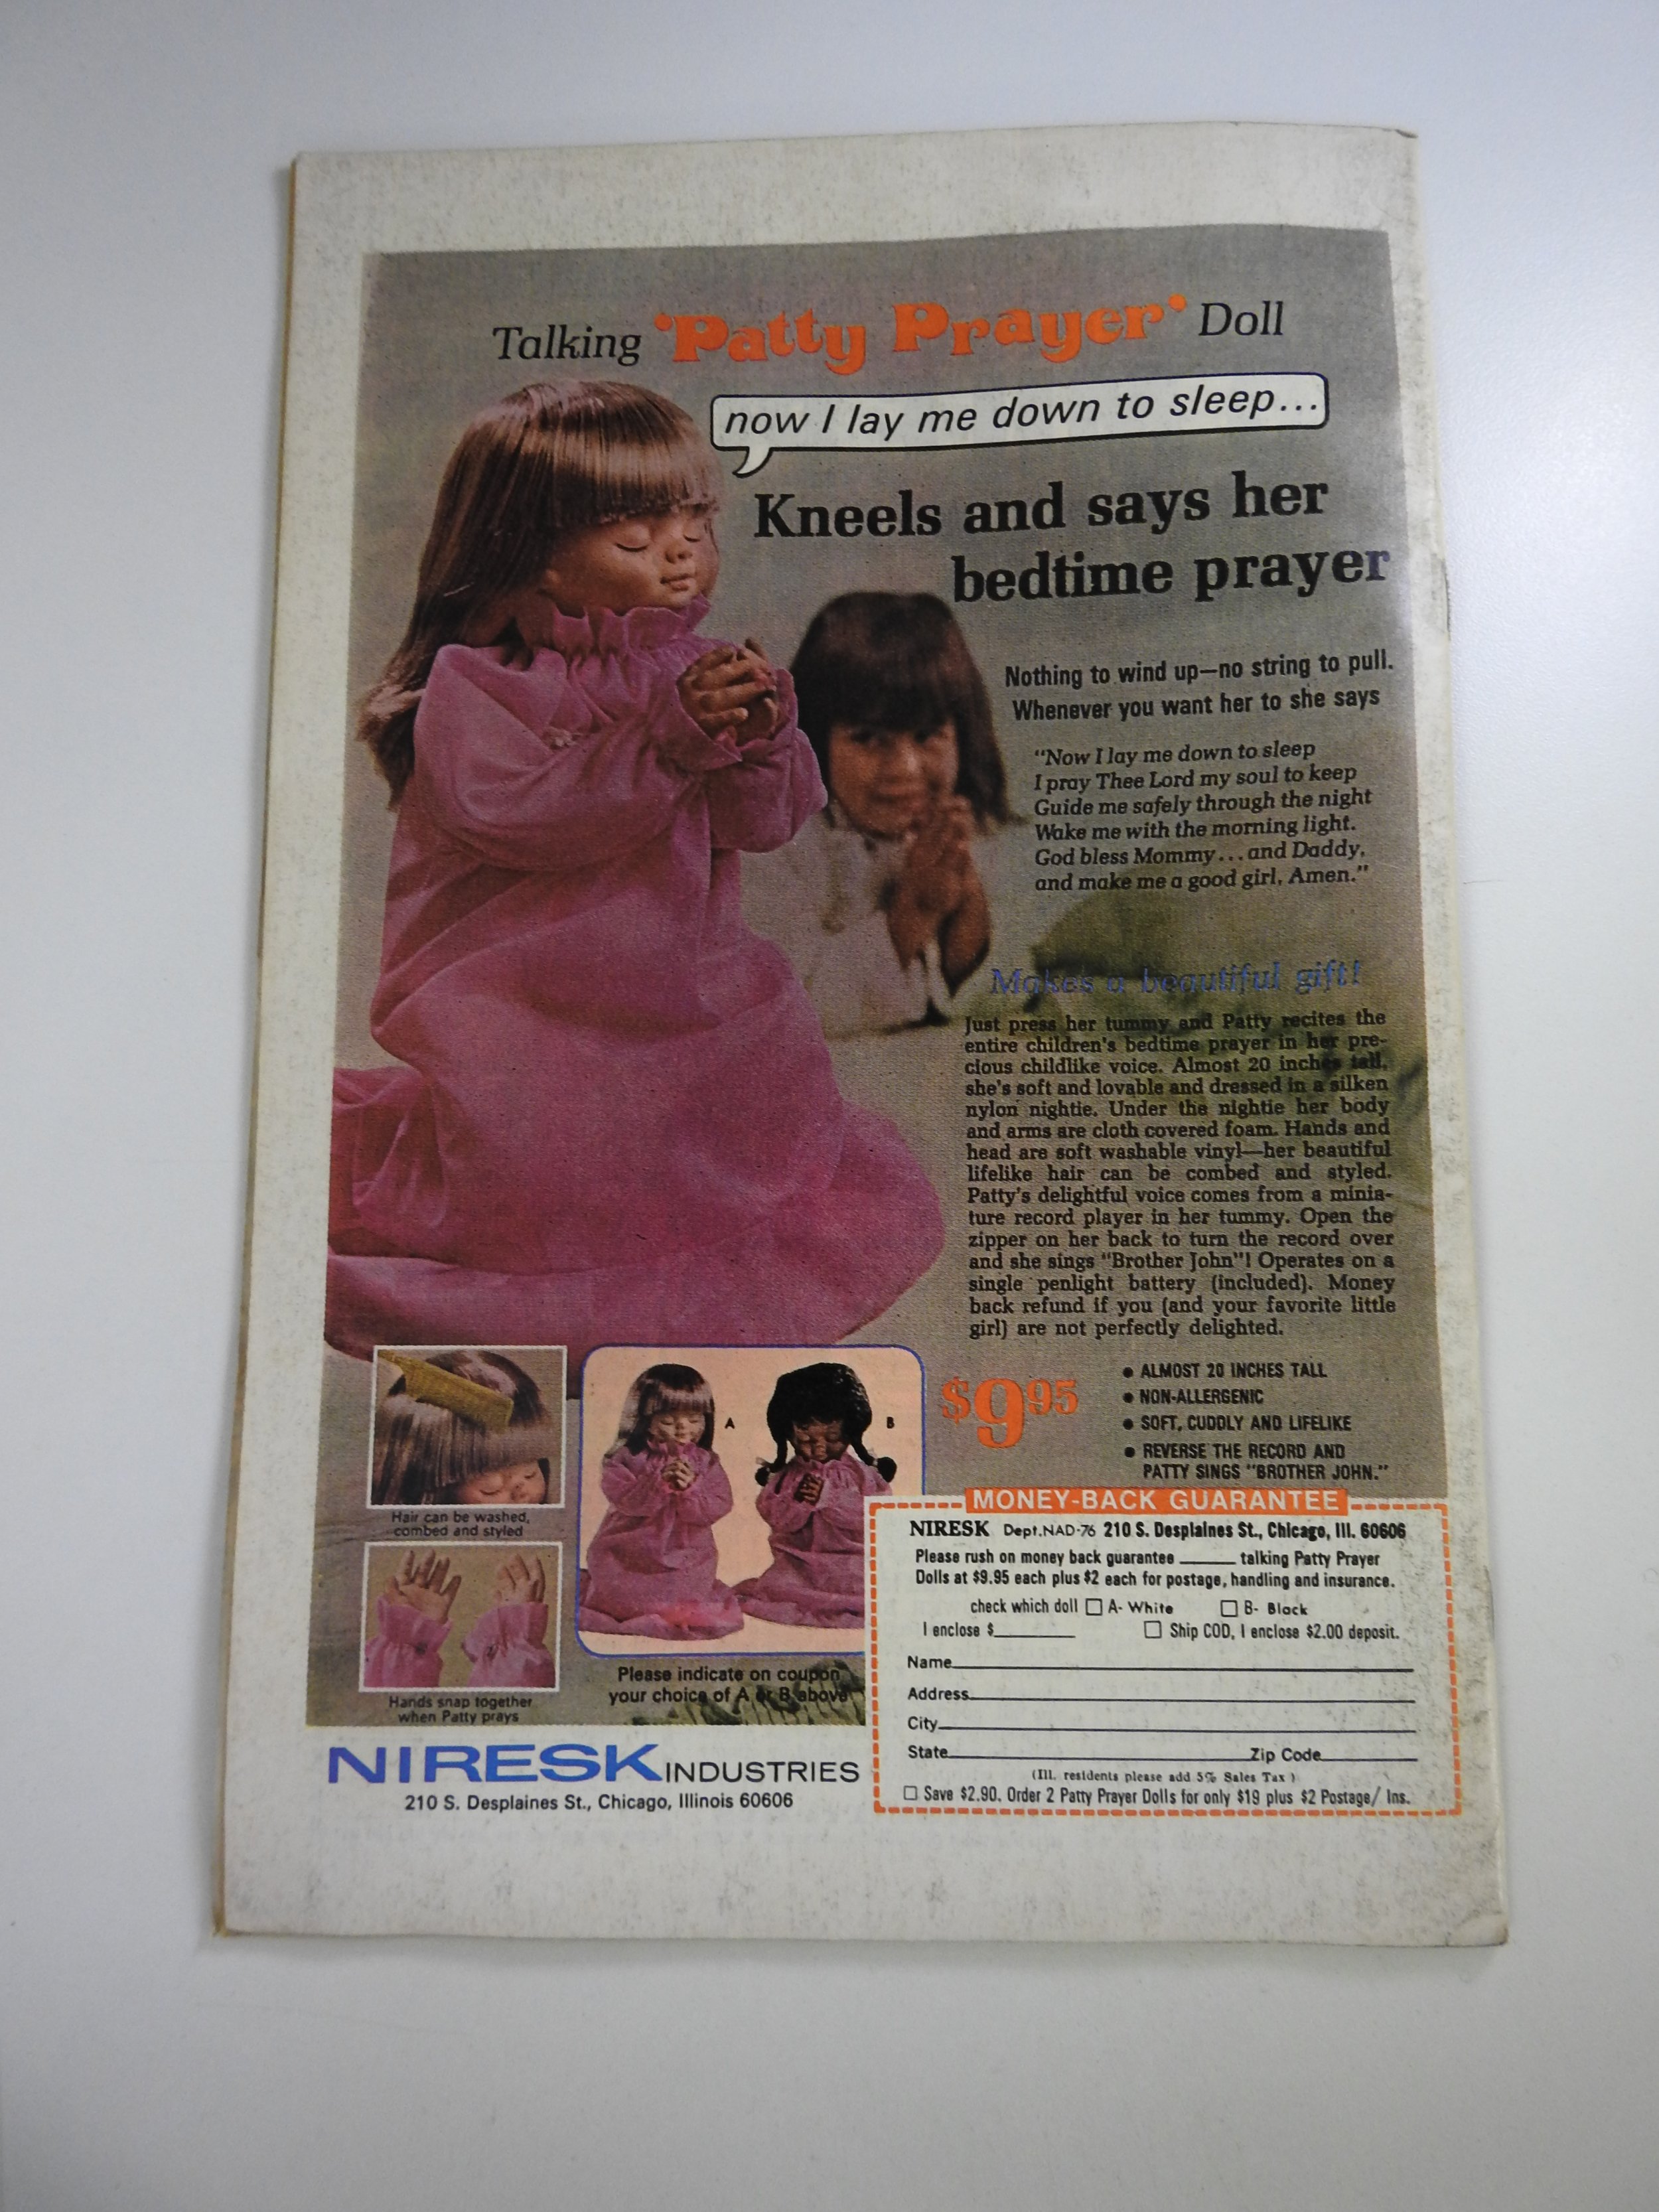 Talking 'Patty Prayer' Doll
now I lay me down to sleep...
Kneels and says her
bedtime prayer
Nothing to wind up—no string to pull.
Whenever you want her to she says
"Now I lay me down to sleep
I pray Thee Lord my soul to keep
Guide me safely through the night
Wake me with the morning light.
God bless Mommy...and Daddy,
and make me a good girl, Amen."
Makes a beautiful gift!
Just press her tummy and Patty recites the
entire children's bedtime prayer in her pre-
cious childlike voice. Almost 20 inches tall,
she's soft and lovable and dressed in a silken
nylon nightie. Under the nightie her body
and arms are cloth covered foam. Hands and
head are soft washable vinyl—her beautiful
lifelike hair can be combed and styled.
Patty's delightful voice comes from a minia-
ture record player in her tummy. Open the
zipper on her back to turn the record over
and she sings "Brother John"! Operates on a
single penlight battery (included). Money
back refund if you (and your favorite little
girl) are not perfectly delighted.
$9.95
• ALMOST 20 INCHES TALL
• NON-ALLERGENIC
• SOFT, CUDDLY AND LIFELIKE
• REVERSE THE RECORD AND
PATTY SINGS "BROTHER JOHN."
Hair can be washed,
combed and styled
Hands snap together
when Patty prays
A
B
Please indicate on coupon
your choice of A or B above
NIRESK INDUSTRIES
210 S. Desplaines St., Chicago, Illinois 60606
MONEY-BACK GUARANTEE
NIRESK Dept.NAD-76 210 S. Desplaines St., Chicago, Ill. 60606
Please rush on money back guarantee ______ talking Patty Prayer
Dolls at $9.95 each plus $2 each for postage, handling and insurance.
check which doll □ A- White □ B- Black
I enclose $________ □ Ship COD, I enclose $2.00 deposit.
Name
Address
City
State Zip Code
(Ill. residents please add 5% Sales Tax)
□ Save $2.90. Order 2 Patty Prayer Dolls for only $19 plus $2 Postage/ Ins.